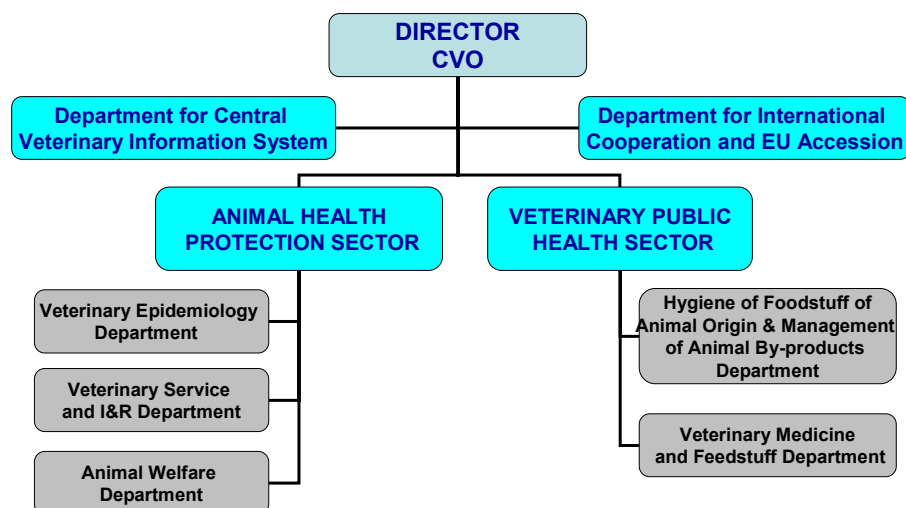 DIRECTOR
CVO
Department for Central
Veterinary Information System
Department for International
Cooperation and EU Accession
ANIMAL HEALTH
PROTECTION SECTOR
VETERINARY PUBLIC
HEALTH SECTOR
Veterinary Epidemiology
Department
Veterinary Service
and I&R Department
Animal Welfare
Department
Hygiene of Foodstuff of
Animal Origin & Management
of Animal By-products
Department
Veterinary Medicine
and Feedstuff Department